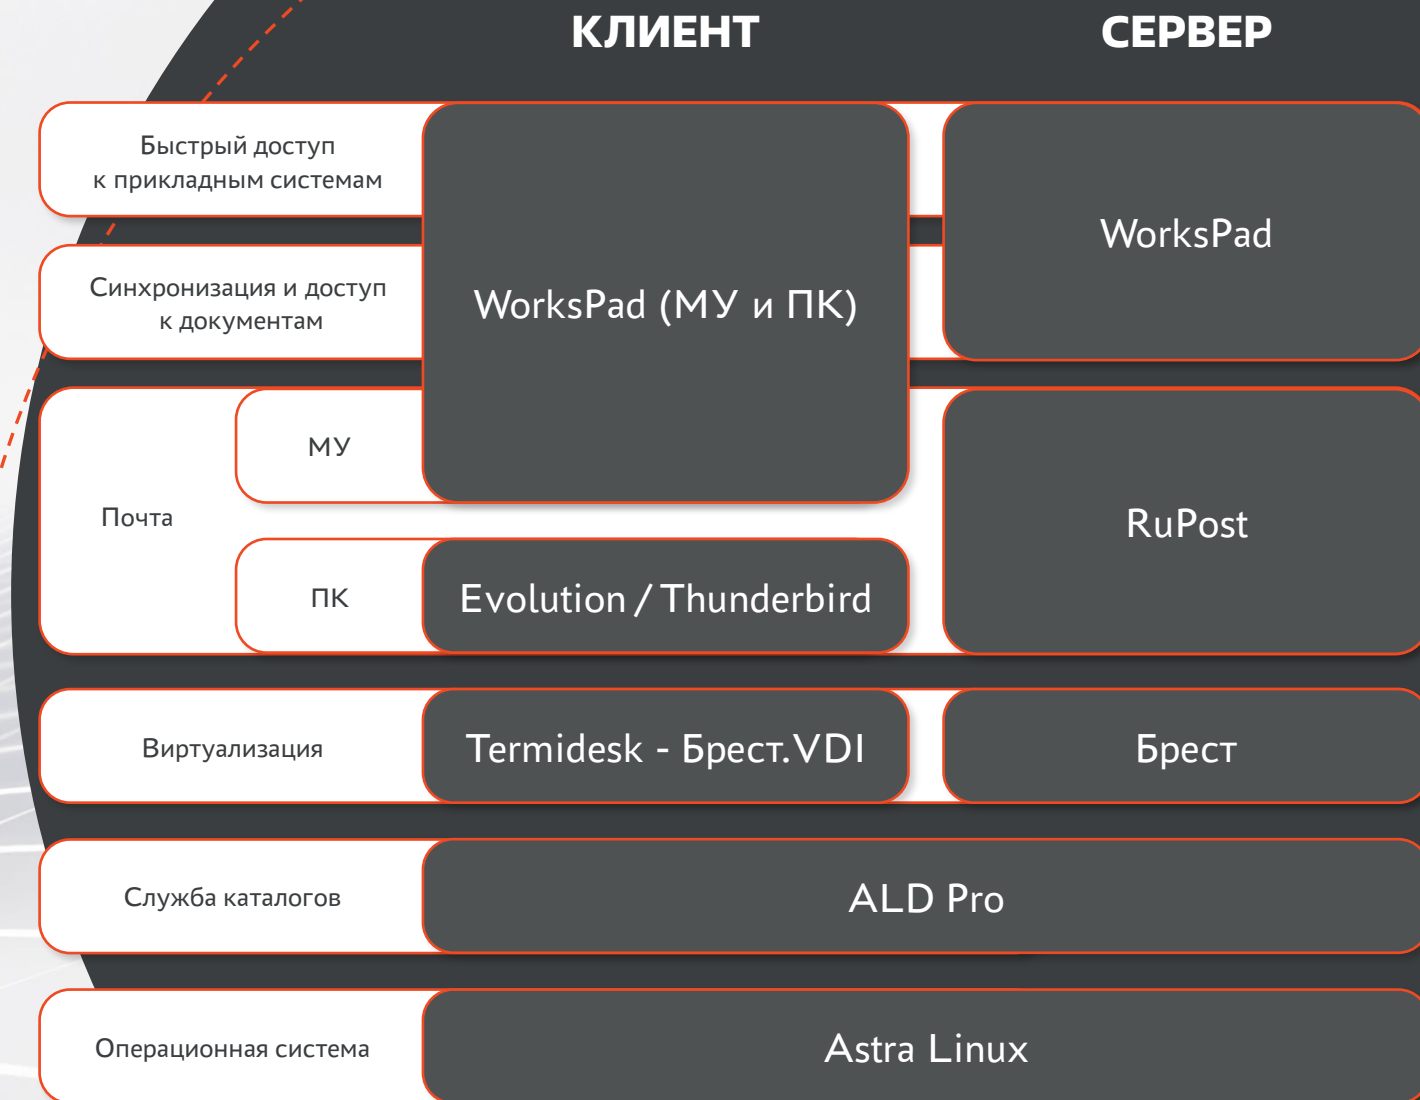 КЛИЕНТ
СЕРВЕР
Быстрый доступ
к прикладным системам
WorksPad
Синхронизация и доступ
к документам
WorksPad (МУ и ПК)
Почта
МУ
ПК
Evolution / Thunderbird
RuPost
Виртуализация
Termidesk - Брест.VDI
Брест
Служба каталогов
ALD Pro
Операционная система
Astra Linux